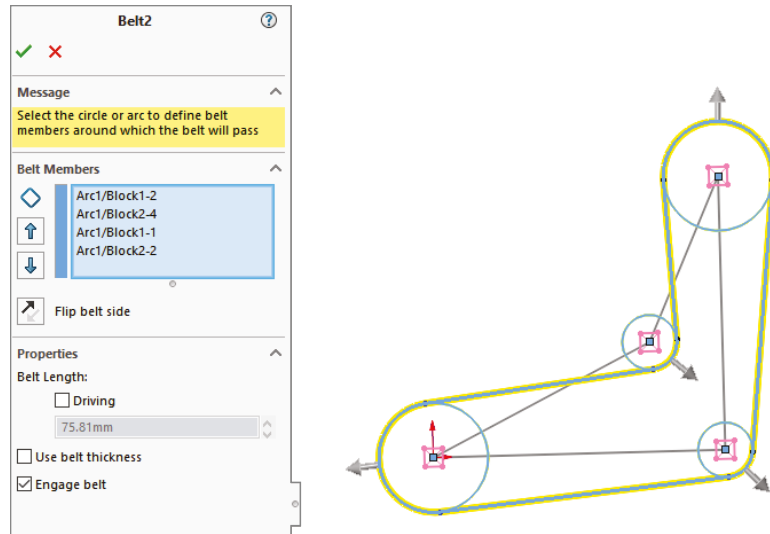 Belt2
Message
Select the circle or arc to define belt
members around which the belt will pass
Belt Members
Arc1/Block1-2
Arc1/Block2-4
Arc1/Block1-1
Arc1/Block2-2
Flip belt side
Properties
Belt Length:
Driving
75.81mm
Use belt thickness
Engage belt